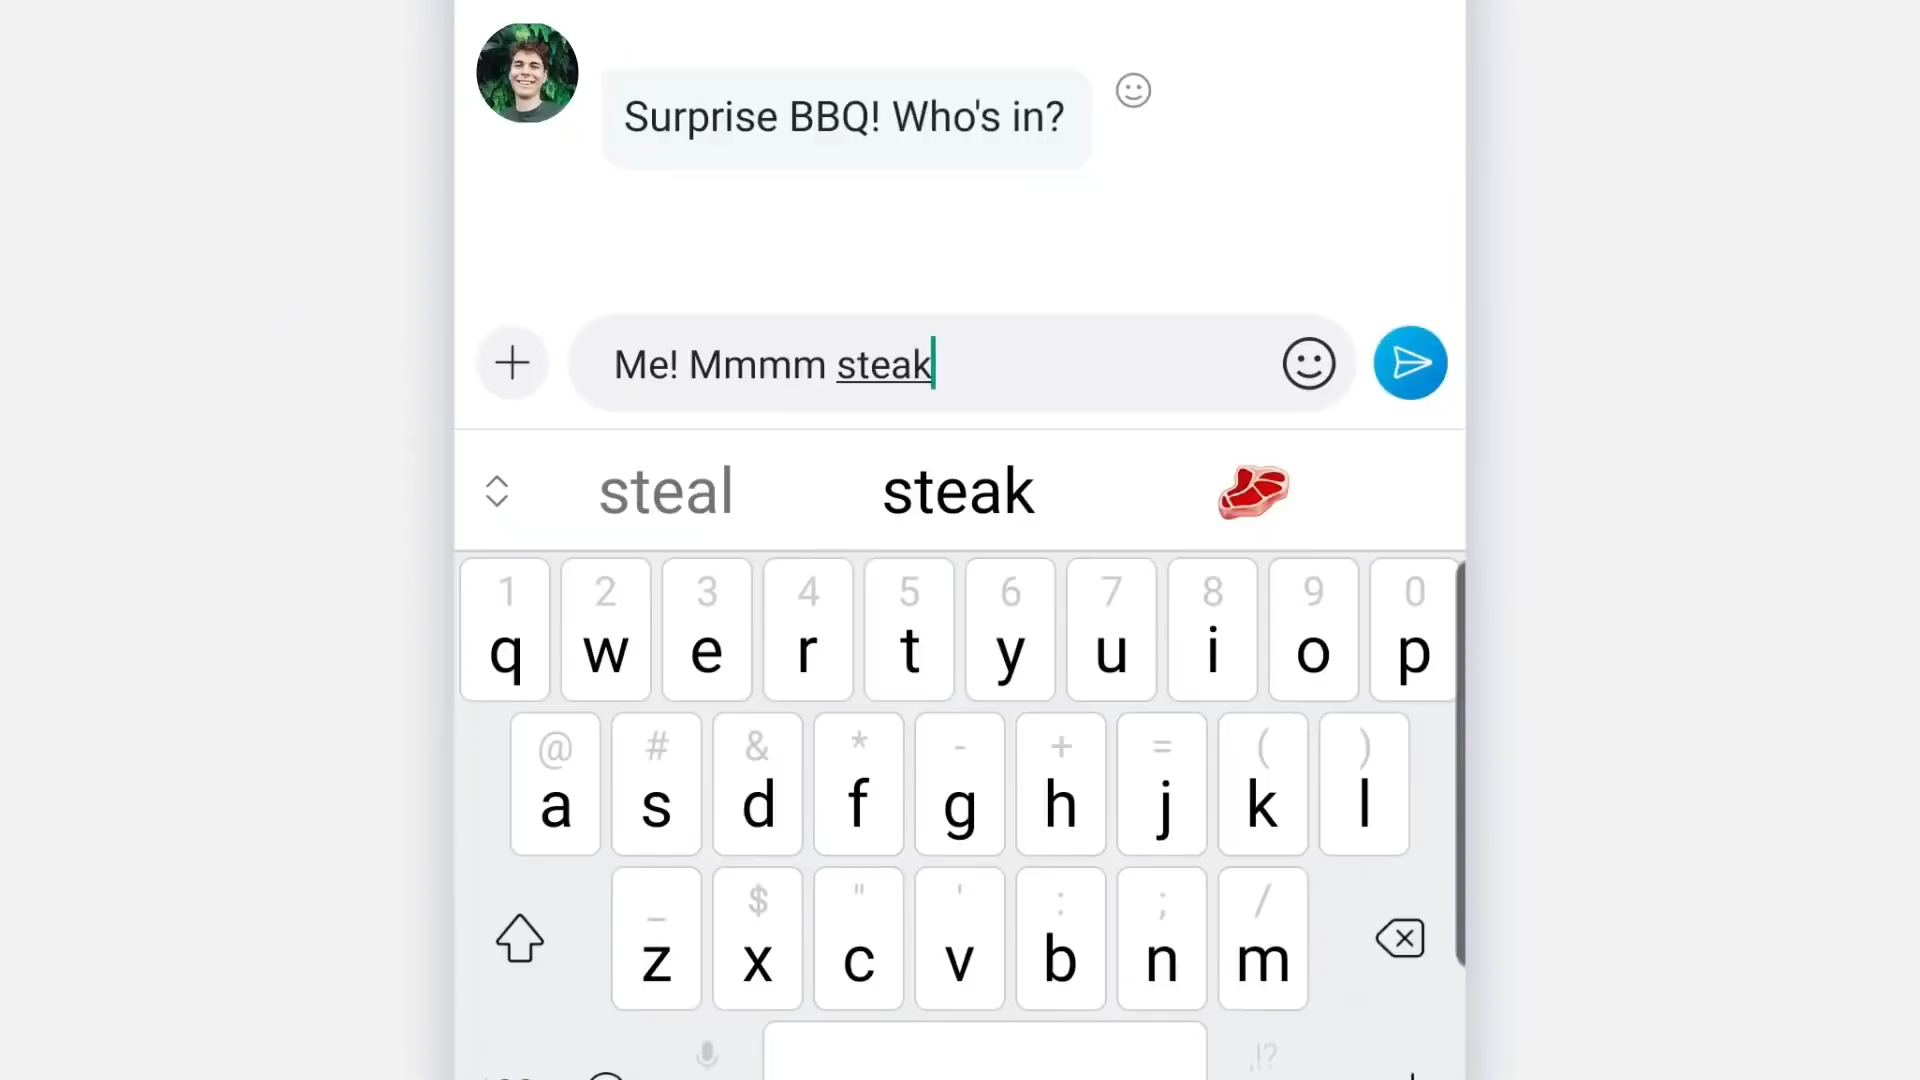 Surprise BBQ! Who's in?
Me! Mmmm steak
steal steak
1 2 3 4 5 6 7 8 9 0
q w e r t y u i o p
@ # & * - + = ( )
a s d f g h j k l
_ $ " ' : ; /
z x c v b n m
,!?